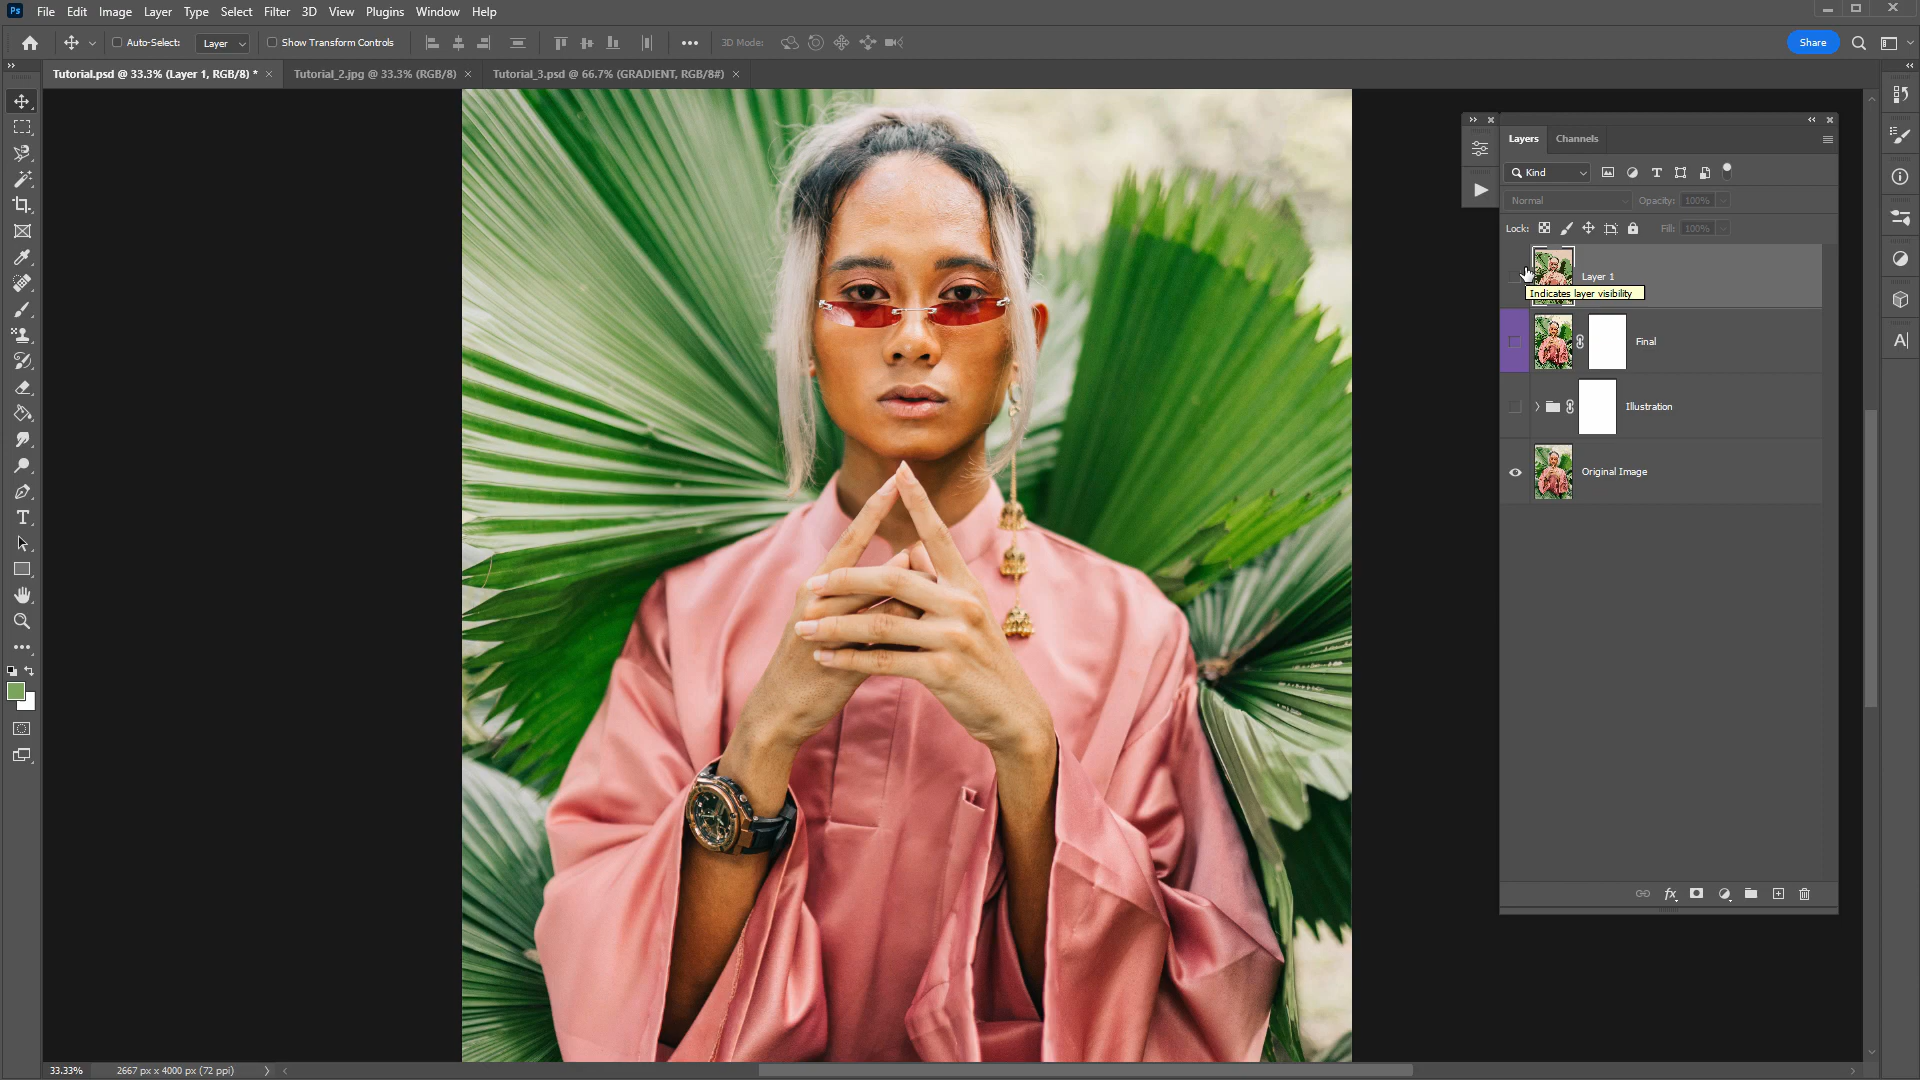 Ps File Edit Image Layer Type Select Filter 3D View Plugins Window Help
Auto-Select: Layer Show Transform Controls 3D Mode: Share
Tutorial.psd @ 33.3% (Layer 1, RGB/8) * × Tutorial_2.jpg @ 33.3% (RGB/8) × Tutorial_3.psd @ 66.7% (GRADIENT, RGB/8#) ×
Layers Channels
Kind
Normal Opacity: 100%
Lock: Fill: 100%
Layer 1
Indicates layer visibility
Final
Illustration
Original Image
fx
33.33% 2667 px x 4000 px (72 ppi)